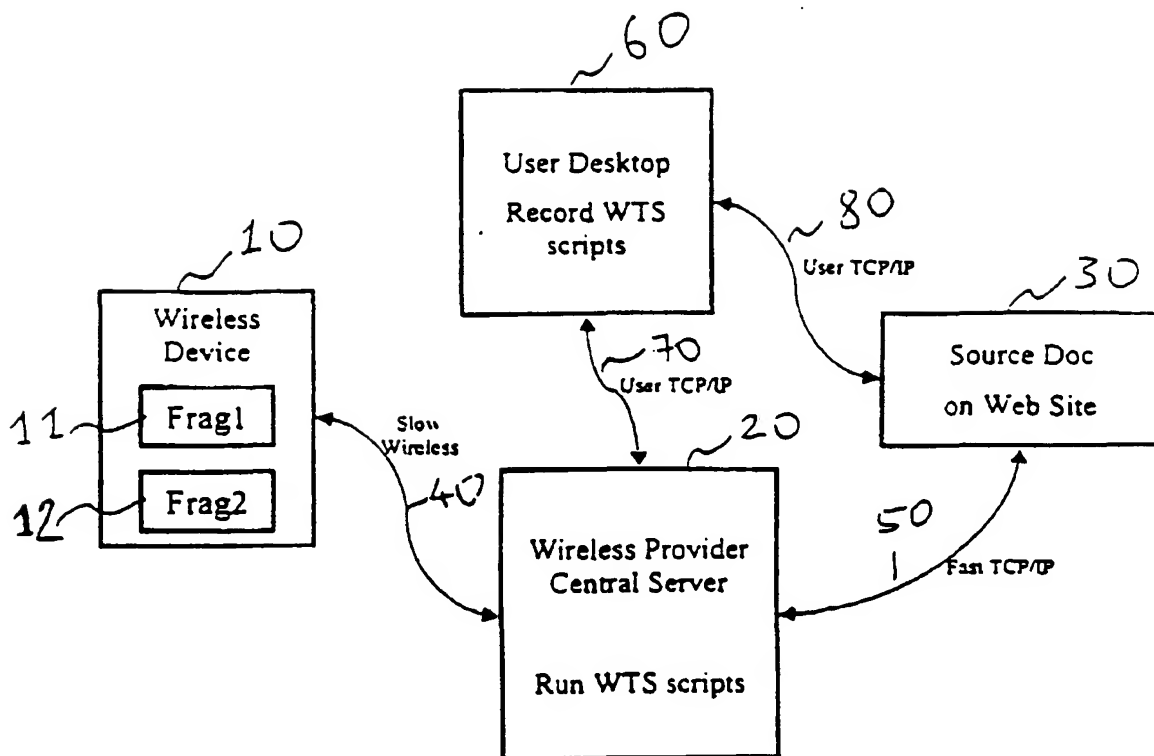 60
User Desktop
Record WTS
scripts
10
Wireless
Device
11
Frag1
12
Frag2
80
User TCP/IP
30
Source Doc
on Web Site
70
User TCP/IP
Slow
Wireless
40
20
Wireless Provider
Central Server
Run WTS scripts
50
Fast TCP/IP